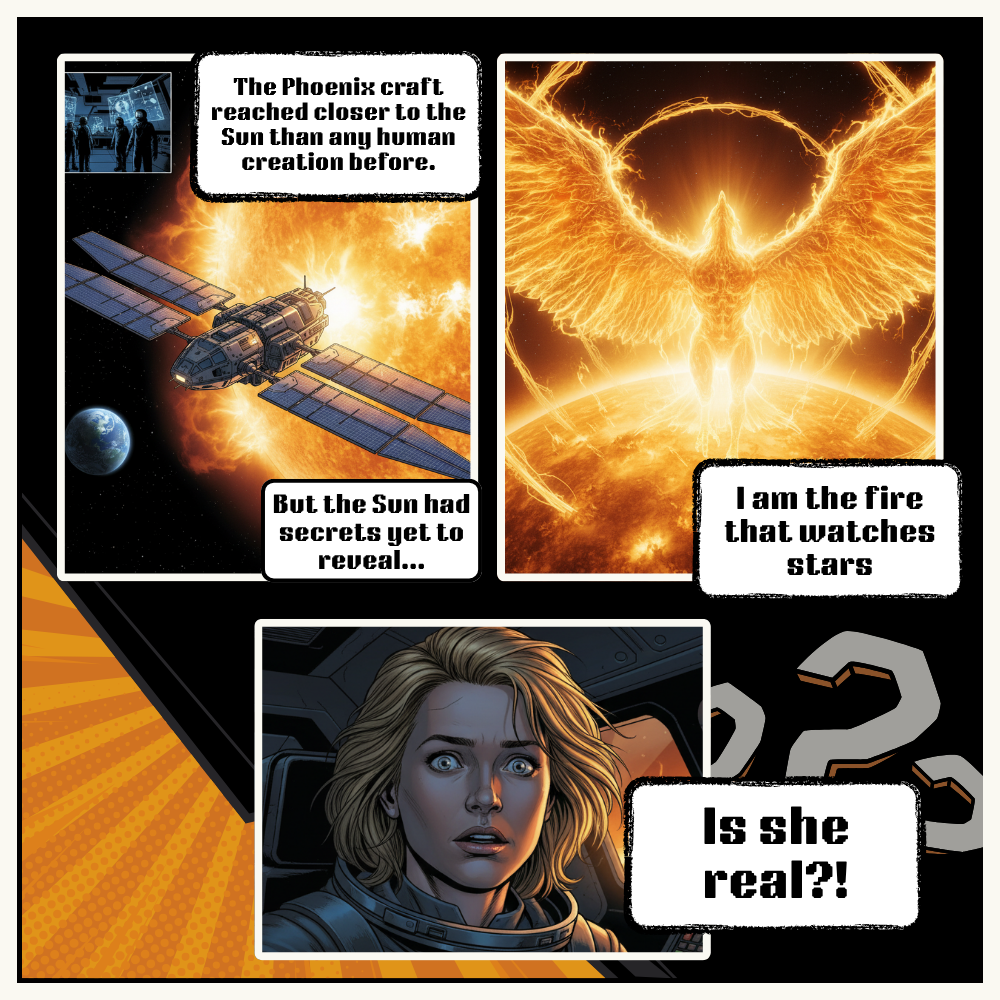 The Phoenix craft
reached closer to the
Sun than any human
creation before.
But the Sun had
secrets yet to
reveal...
I am the fire
that watches
stars
Is she
real?!
???